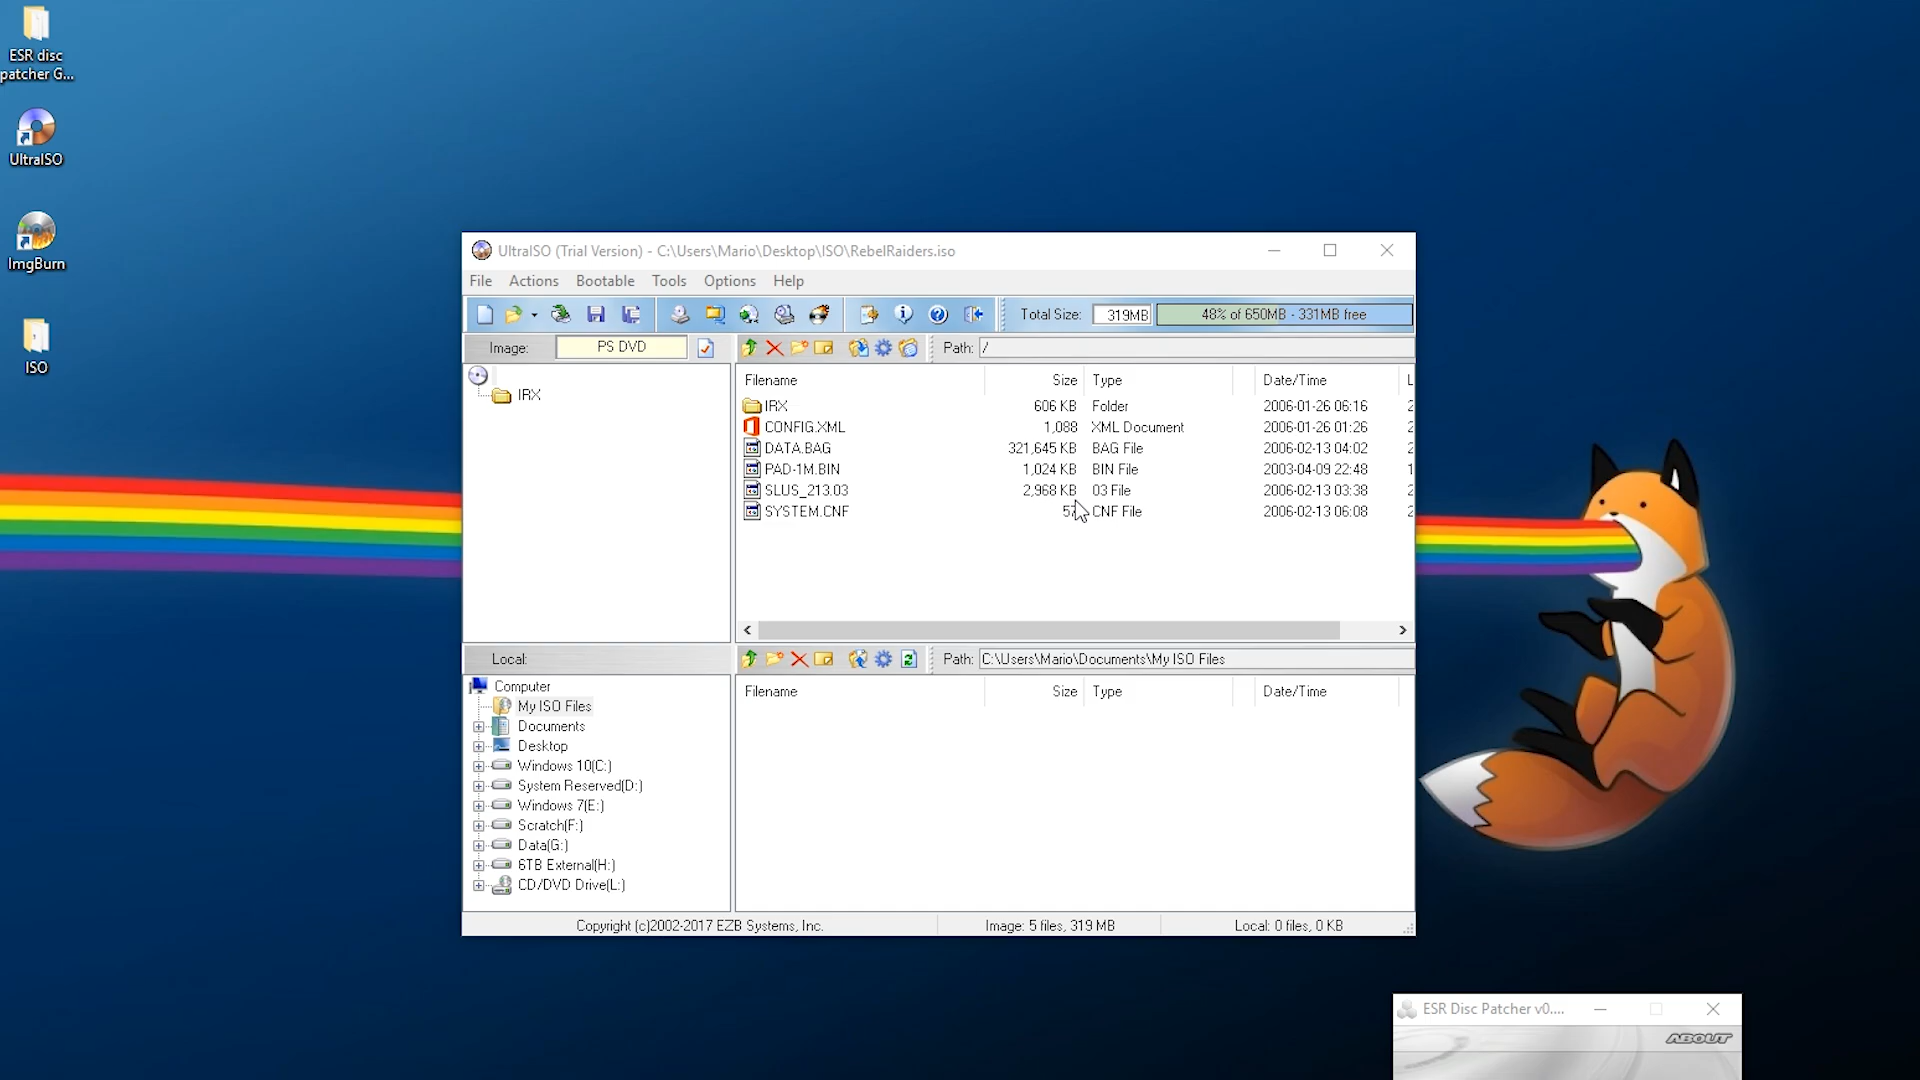 ESR disc
patcher G...
UltraISO
ImgBurn
ISO
UltraISO (Trial Version) - C:\Users\Mario\Desktop\ISO\RebelRaiders.iso
File Actions Bootable Tools Options Help
Total Size: 319MB 48% of 650MB - 331MB free
Image: PS DVD Path: /
IRX
Filename Size Type Date/Time L
IRX 606 KB Folder 2006-01-26 06:16 2
CONFIG.XML 1,088 XML Document 2006-01-26 01:26 2
DATA.BAG 321,645 KB BAG File 2006-02-13 04:02 2
PAD-1M.BIN 1,024 KB BIN File 2003-04-09 22:48 1
SLUS_213.03 2,968 KB 03 File 2006-02-13 03:38 2
SYSTEM.CNF CNF File 2006-02-13 06:08 2
Local: Path: C:\Users\Mario\Documents\My ISO Files
Computer
My ISO Files
Documents
Desktop
Windows 10(C:)
System Reserved(D:)
Windows 7(E:)
Scratch(F:)
Data(G:)
6TB External(H:)
CD/DVD Drive(L:)
Filename Size Type Date/Time
Copyright (c)2002-2017 EZB Systems, Inc. Image: 5 files, 319 MB Local: 0 files, 0 KB
ESR Disc Patcher v0....
ABOUT